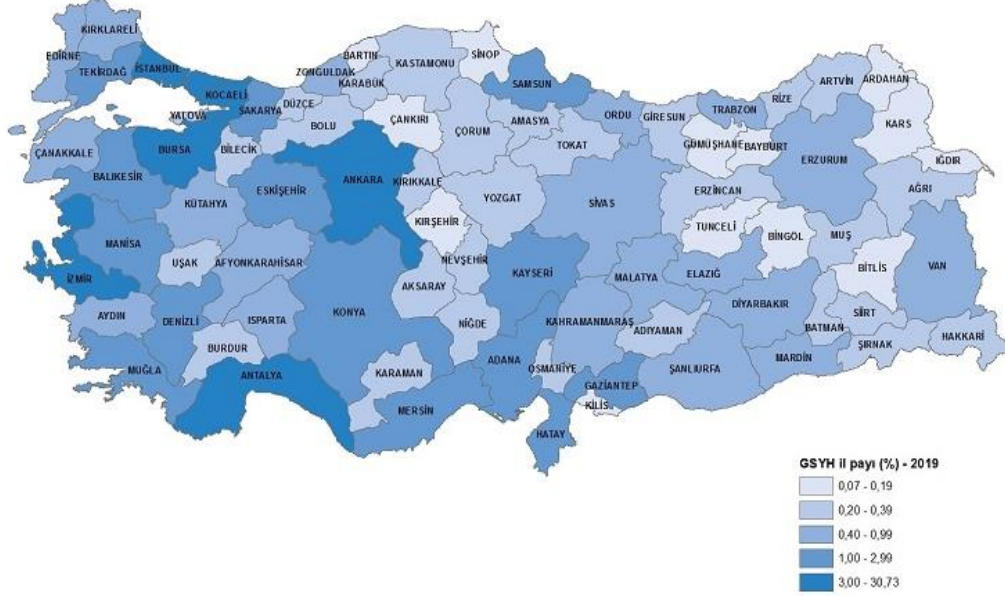 KIRKLARELİ
EDİRNE
TEKİRDAĞ
İSTANBUL
KOCAELİ
YALOVA
SAKARYA
DÜZCE
ZONGULDAK
BARTIN
KARABÜK
KASTAMONU
SİNOP
SAMSUN
ÇANAKKALE
BALIKESİR
BURSA
BİLECİK
BOLU
ÇANKIRI
ÇORUM
AMASYA
TOKAT
ORDU
GİRESUN
TRABZON
RİZE
ARTVİN
ARDAHAN
KARS
GÜMÜŞHANE
BAYBURT
ERZURUM
IĞDIR
AĞRI
KÜTAHYA
ESKİŞEHİR
ANKARA
KIRIKKALE
YOZGAT
SİVAS
ERZİNCAN
TUNCELİ
BİNGÖL
MUŞ
BİTLİS
VAN
MANİSA
İZMİR
UŞAK
AFYONKARAHİSAR
KIRŞEHİR
NEVŞEHİR
KAYSERİ
MALATYA
ELAZIĞ
AKSARAY
NİĞDE
KONYA
AYDIN
DENİZLİ
ISPARTA
BURDUR
MUĞLA
ANTALYA
KARAMAN
MERSİN
ADANA
KAHRAMANMARAŞ
OSMANİYE
ADIYAMAN
DİYARBAKIR
BATMAN
SİİRT
ŞIRNAK
HAKKARİ
MARDİN
ŞANLIURFA
GAZİANTEP
KİLİS
HATAY
GSYH il payı (%) - 2019
0,07 - 0,19
0,20 - 0,39
0,40 - 0,99
1,00 - 2,99
3,00 - 30,73